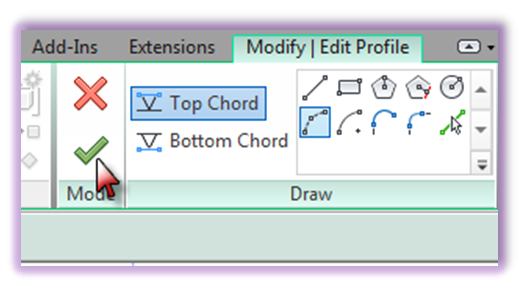 Add-Ins Extensions Modify | Edit Profile
Top Chord
Bottom Chord
Draw